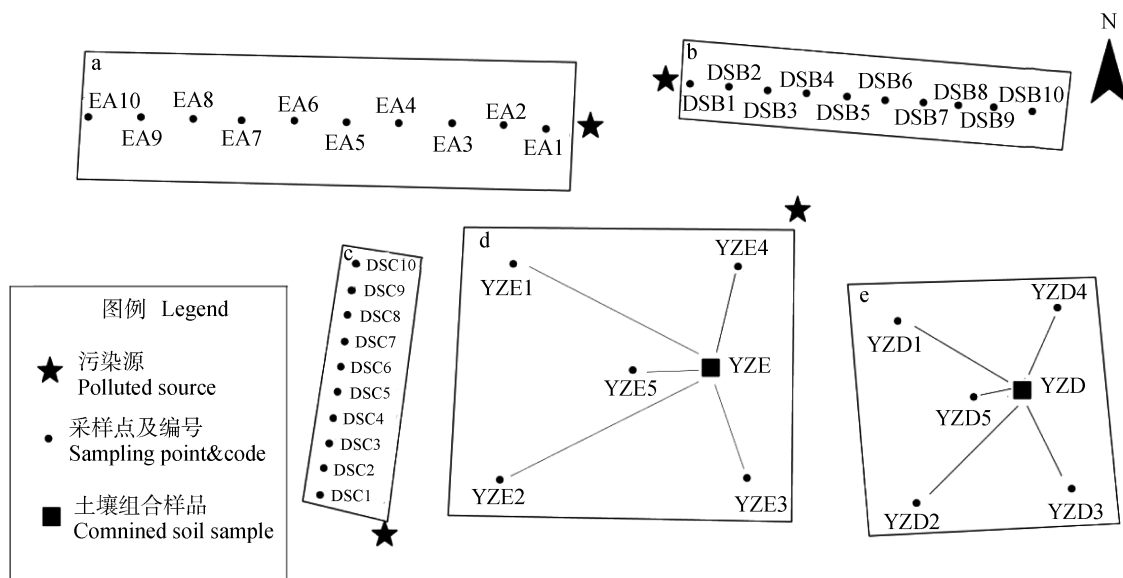 N
a
EA10
EA9
EA8
EA7
EA6
EA5
EA4
EA3
EA2
EA1
b
DSB1
DSB2
DSB3
DSB4
DSB5
DSB6
DSB7
DSB8
DSB9
DSB10
c
DSC10
DSC9
DSC8
DSC7
DSC6
DSC5
DSC4
DSC3
DSC2
DSC1
d
YZE1
YZE4
YZE5
YZE
YZE2
YZE3
e
YZD1
YZD4
YZD5
YZD
YZD2
YZD3
图例 Legend
污染源
Polluted source
采样点及编号
Sampling point&code
土壤组合样品
Comnined soil sample